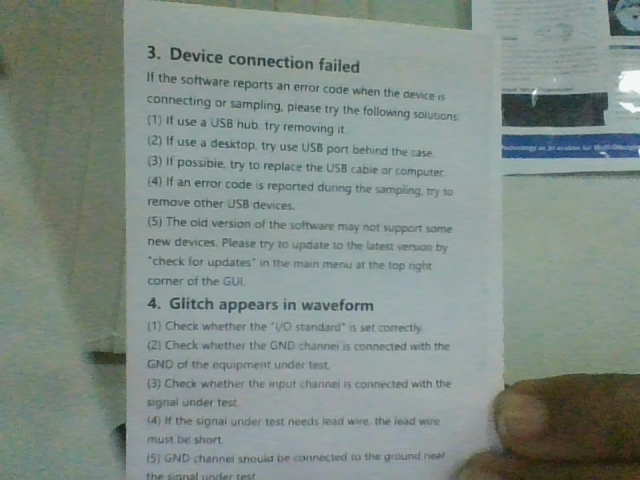 3. Device connection failed
If the software reports an error code when the device is
connecting or sampling, please try the following solutions:
(1) If use a USB hub, try removing it.
(2) If use a desktop, try use USB port behind the case.
(3) If possible, try to replace the USB cable or computer.
(4) If an error code is reported during the sampling, try to
remove other USB devices.
(5) The old version of the software may not support some
new devices. Please try to update to the latest version by
"check for updates" in the main menu at the top right
corner of the GUI.
4. Glitch appears in waveform
(1) Check whether the "I/O standard" is set correctly.
(2) Check whether the GND channel is connected with the
GND of the equipment under test.
(3) Check whether the input channel is connected with the
signal under test.
(4) If the signal under test needs lead wire, the lead wire
must be short.
(5) GND channel should be connected to the ground near
the signal under test